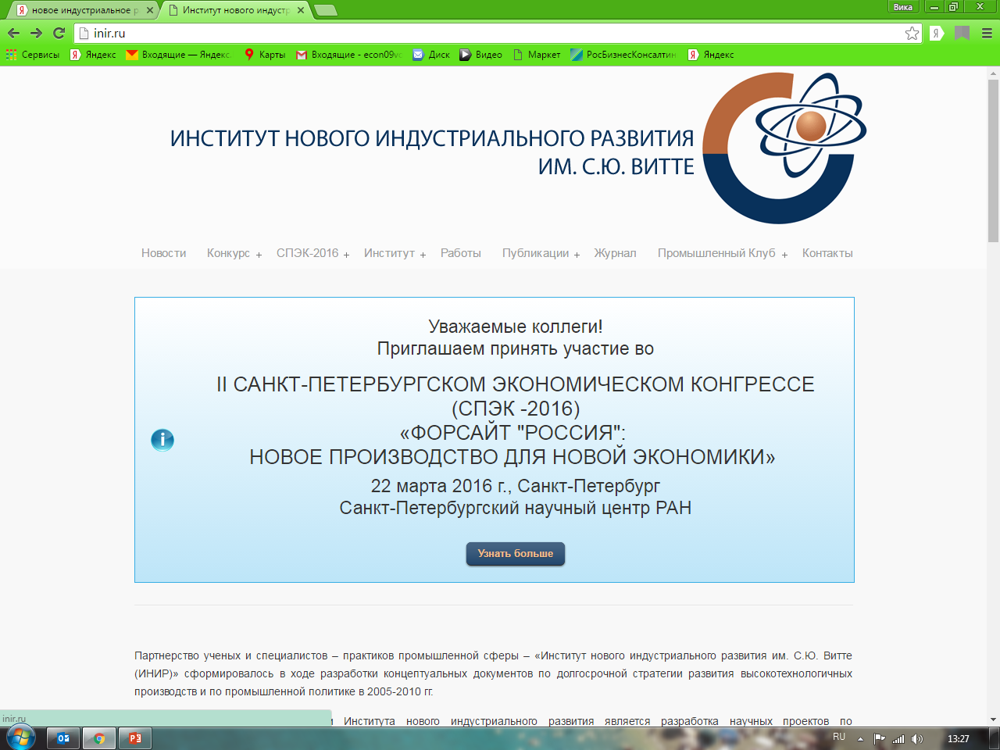 новое индустриальное р
Институт нового индустр
Вика
inir.ru
Сервисы
Яндекс
Входящие — Яндекс.
Карты
Входящие - econ09vc
Диск
Видео
Маркет
РосБизнесКонсалтин
Яндекс
ИНСТИТУТ НОВОГО ИНДУСТРИАЛЬНОГО РАЗВИТИЯ
ИМ. С.Ю. ВИТТЕ
Новости Конкурс + СПЭК-2016 + Институт + Работы Публикации + Журнал Промышленный Клуб + Контакты
Уважаемые коллеги!
Приглашаем принять участие во
II САНКТ-ПЕТЕРБУРГСКОМ ЭКОНОМИЧЕСКОМ КОНГРЕССЕ
(СПЭК -2016)
«ФОРСАЙТ "РОССИЯ":
НОВОЕ ПРОИЗВОДСТВО ДЛЯ НОВОЙ ЭКОНОМИКИ»
22 марта 2016 г., Санкт-Петербург
Санкт-Петербургский научный центр РАН
Узнать больше
Партнерство ученых и специалистов – практиков промышленной сферы – «Институт нового индустриального развития им. С.Ю. Витте
(ИНИР)» сформировалось в ходе разработки концептуальных документов по долгосрочной стратегии развития высокотехнологичных
производств и по промышленной политике в 2005-2010 гг.
Института нового индустриального развития является разработка научных проектов по
inir.ru
RU
13:27